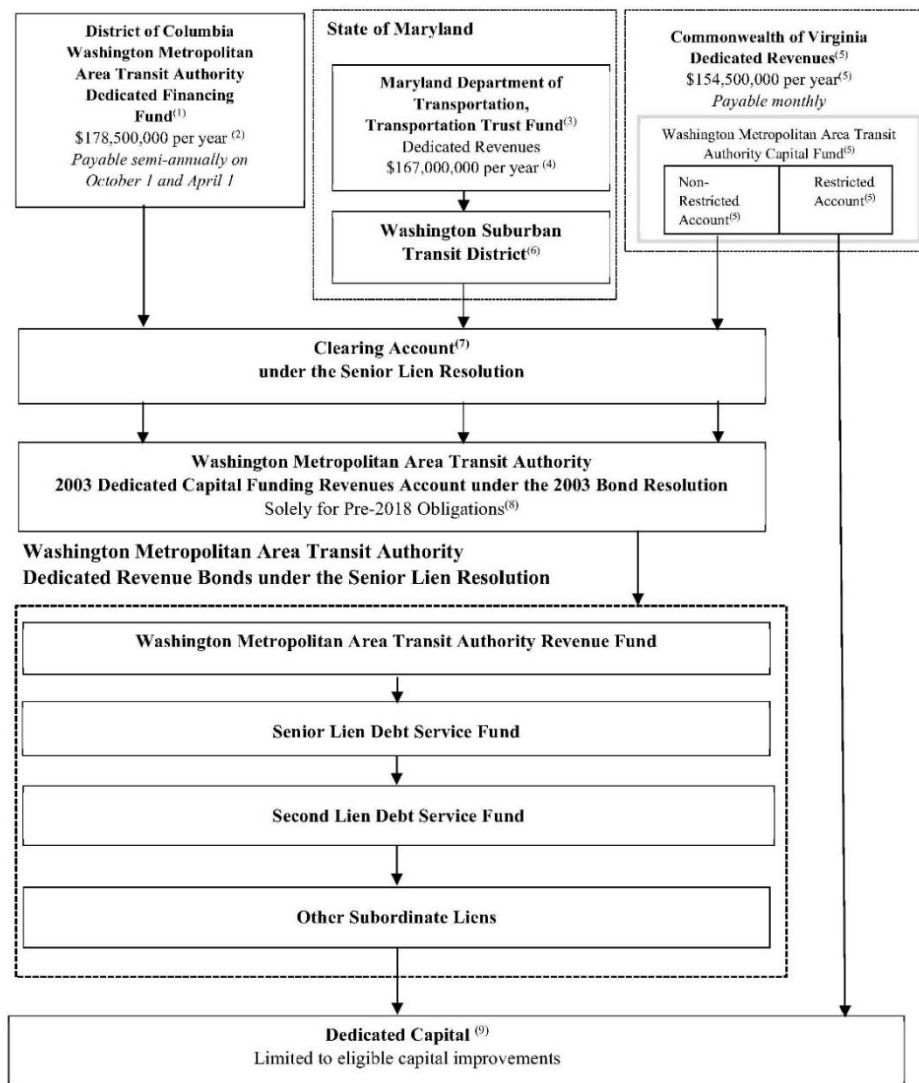 District of Columbia
Washington Metropolitan
Area Transit Authority
Dedicated Financing
Fund(1)
$178,500,000 per year (2)
Payable semi-annually on
October 1 and April 1
State of Maryland
Maryland Department of
Transportation,
Transportation Trust Fund(3)
Dedicated Revenues
$167,000,000 per year (4)
Washington Suburban
Transit District(6)
Commonwealth of Virginia
Dedicated Revenues(5)
$154,500,000 per year(5)
Payable monthly
Washington Metropolitan Area Transit
Authority Capital Fund(5)
Non-
Restricted
Account(5)
Restricted
Account(5)
Clearing Account(7)
under the Senior Lien Resolution
Washington Metropolitan Area Transit Authority
2003 Dedicated Capital Funding Revenues Account under the 2003 Bond Resolution
Solely for Pre-2018 Obligations(8)
Washington Metropolitan Area Transit Authority
Dedicated Revenue Bonds under the Senior Lien Resolution
Washington Metropolitan Area Transit Authority Revenue Fund
Senior Lien Debt Service Fund
Second Lien Debt Service Fund
Other Subordinate Liens
Dedicated Capital (9)
Limited to eligible capital improvements